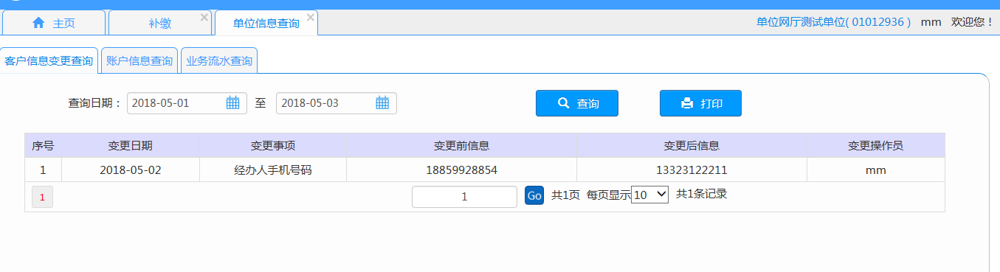 主页 补缴 单位信息查询 单位网厅测试单位( 01012936 ) mm 欢迎您！
客户信息变更查询 账户信息查询 业务流水查询
查询日期： 2018-05-01 至 2018-05-03 查询 打印
序号 变更日期 变更事项 变更前信息 变更后信息 变更操作员
1 2018-05-02 经办人手机号码 18859928854 13323122211 mm
1 1 Go 共1页 每页显示 10 共1条记录